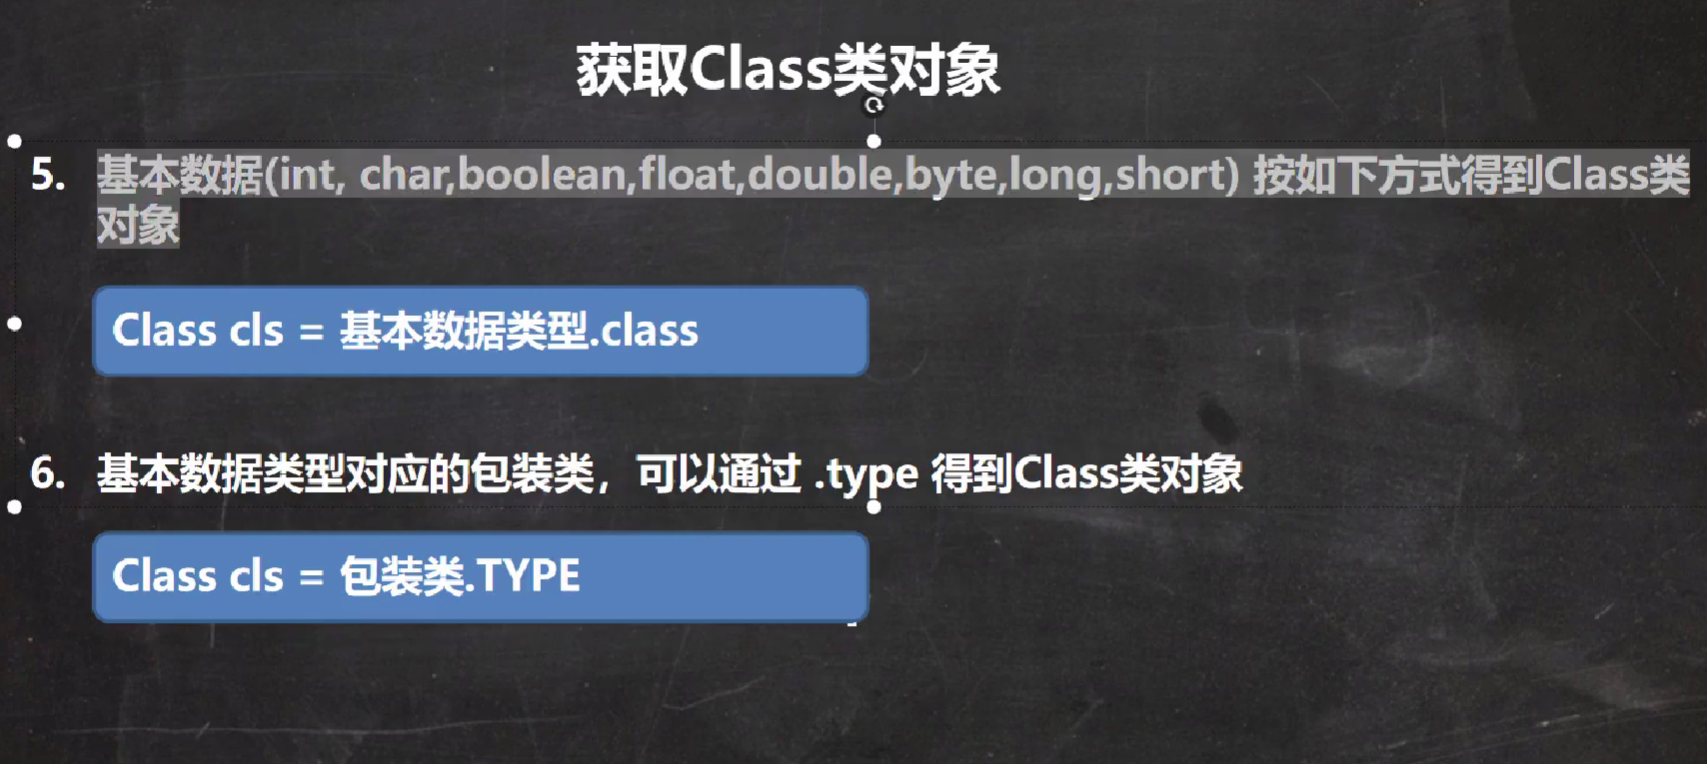 获取Class类对象
5. 基本数据(int, char,boolean,float,double,byte,long,short) 按如下方式得到Class类
对象
Class cls = 基本数据类型.class
6. 基本数据类型对应的包装类，可以通过 .type 得到Class类对象
Class cls = 包装类.TYPE